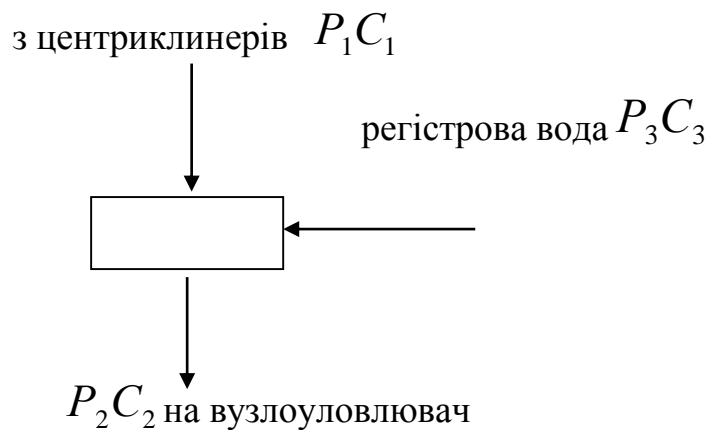 з центриклинерів P₁C₁
регістрова вода P₃C₃
P₂C₂ на вузлоуловлювач